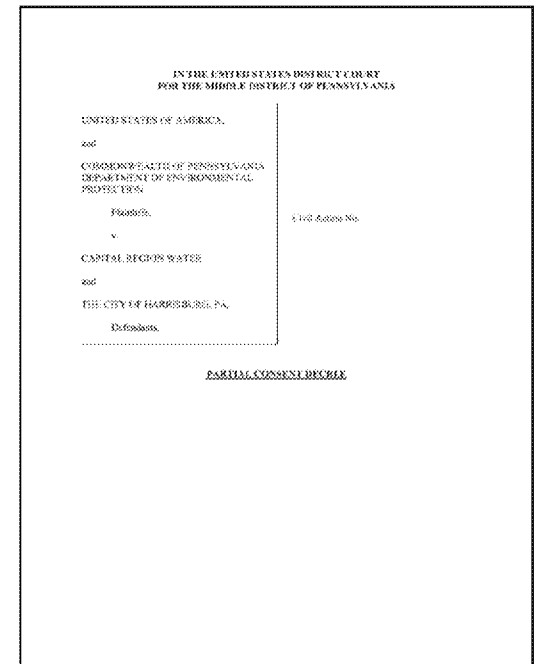 IN THE UNITED STATES DISTRICT COURT
FOR THE MIDDLE DISTRICT OF PENNSYLVANIA
UNITED STATES OF AMERICA,
and
COMMONWEALTH OF PENNSYLVANIA
DEPARTMENT OF ENVIRONMENTAL
PROTECTION
Plaintiffs,
v.
Civil Action No.
CAPITAL REGION WATER
and
THE CITY OF HARRISBURG, PA,
Defendants.
PARTIAL CONSENT DECREE